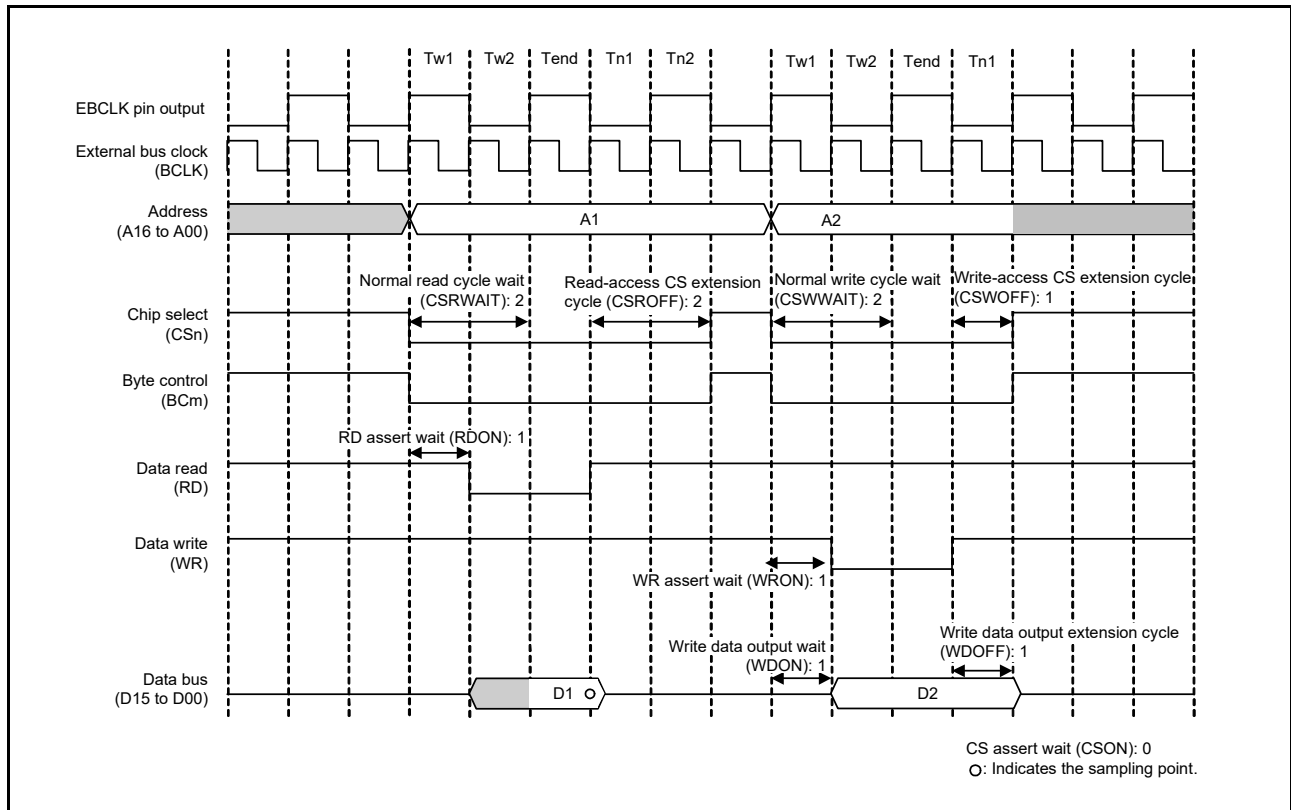 Tw1 Tw2 Tend Tn1 Tn2 Tw1 Tw2 Tend Tn1
EBCLK pin output
External bus clock
(BCLK)
Address
(A16 to A00)
A1 A2
Normal read cycle wait
(CSRWAIT): 2
Read-access CS extension
cycle (CSROFF): 2
Normal write cycle wait
(CSWWAIT): 2
Write-access CS extension cycle
(CSWOFF): 1
Chip select
(CSn)
Byte control
(BCm)
RD assert wait (RDON): 1
Data read
(RD)
Data write
(WR)
WR assert wait (WRON): 1
Write data output wait
(WDON): 1
Write data output extension cycle
(WDOFF): 1
Data bus
(D15 to D00)
D1 D2
CS assert wait (CSON): 0
O: Indicates the sampling point.